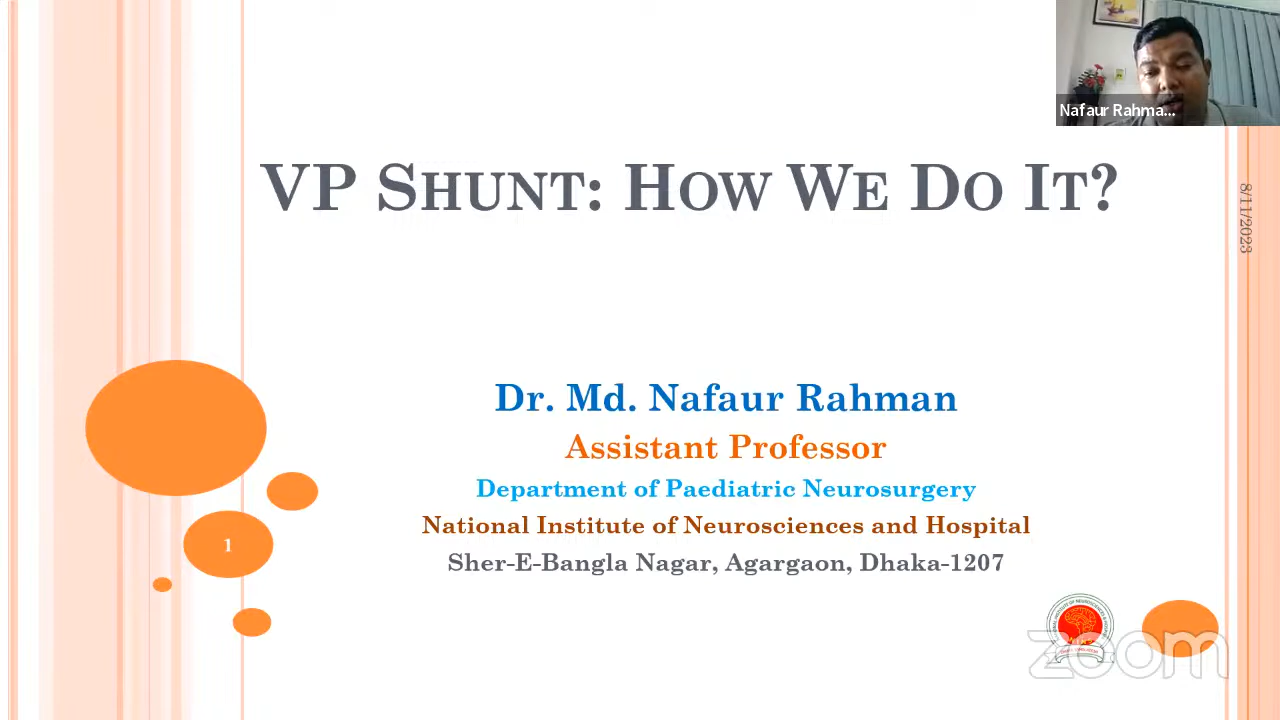 Nafaur Rahma...
VP SHUNT: HOW WE DO IT?
8/11/2023
Dr. Md. Nafaur Rahman
Assistant Professor
Department of Paediatric Neurosurgery
National Institute of Neurosciences and Hospital
Sher-E-Bangla Nagar, Agargaon, Dhaka-1207
1
zoom